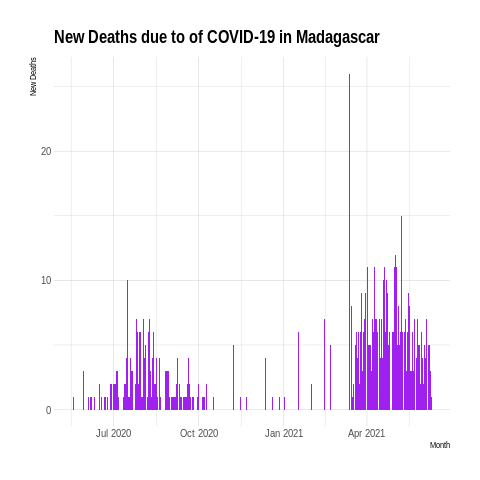 New Deaths due to of COVID-19 in Madagascar
New Deaths
20
10
0
Jul 2020
Oct 2020
Jan 2021
Apr 2021
Month